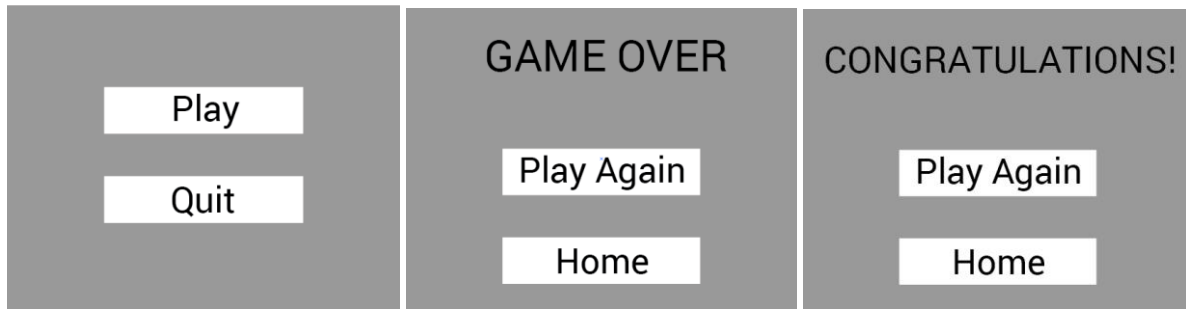 Play
Quit
GAME OVER
Play Again
Home
CONGRATULATIONS!
Play Again
Home